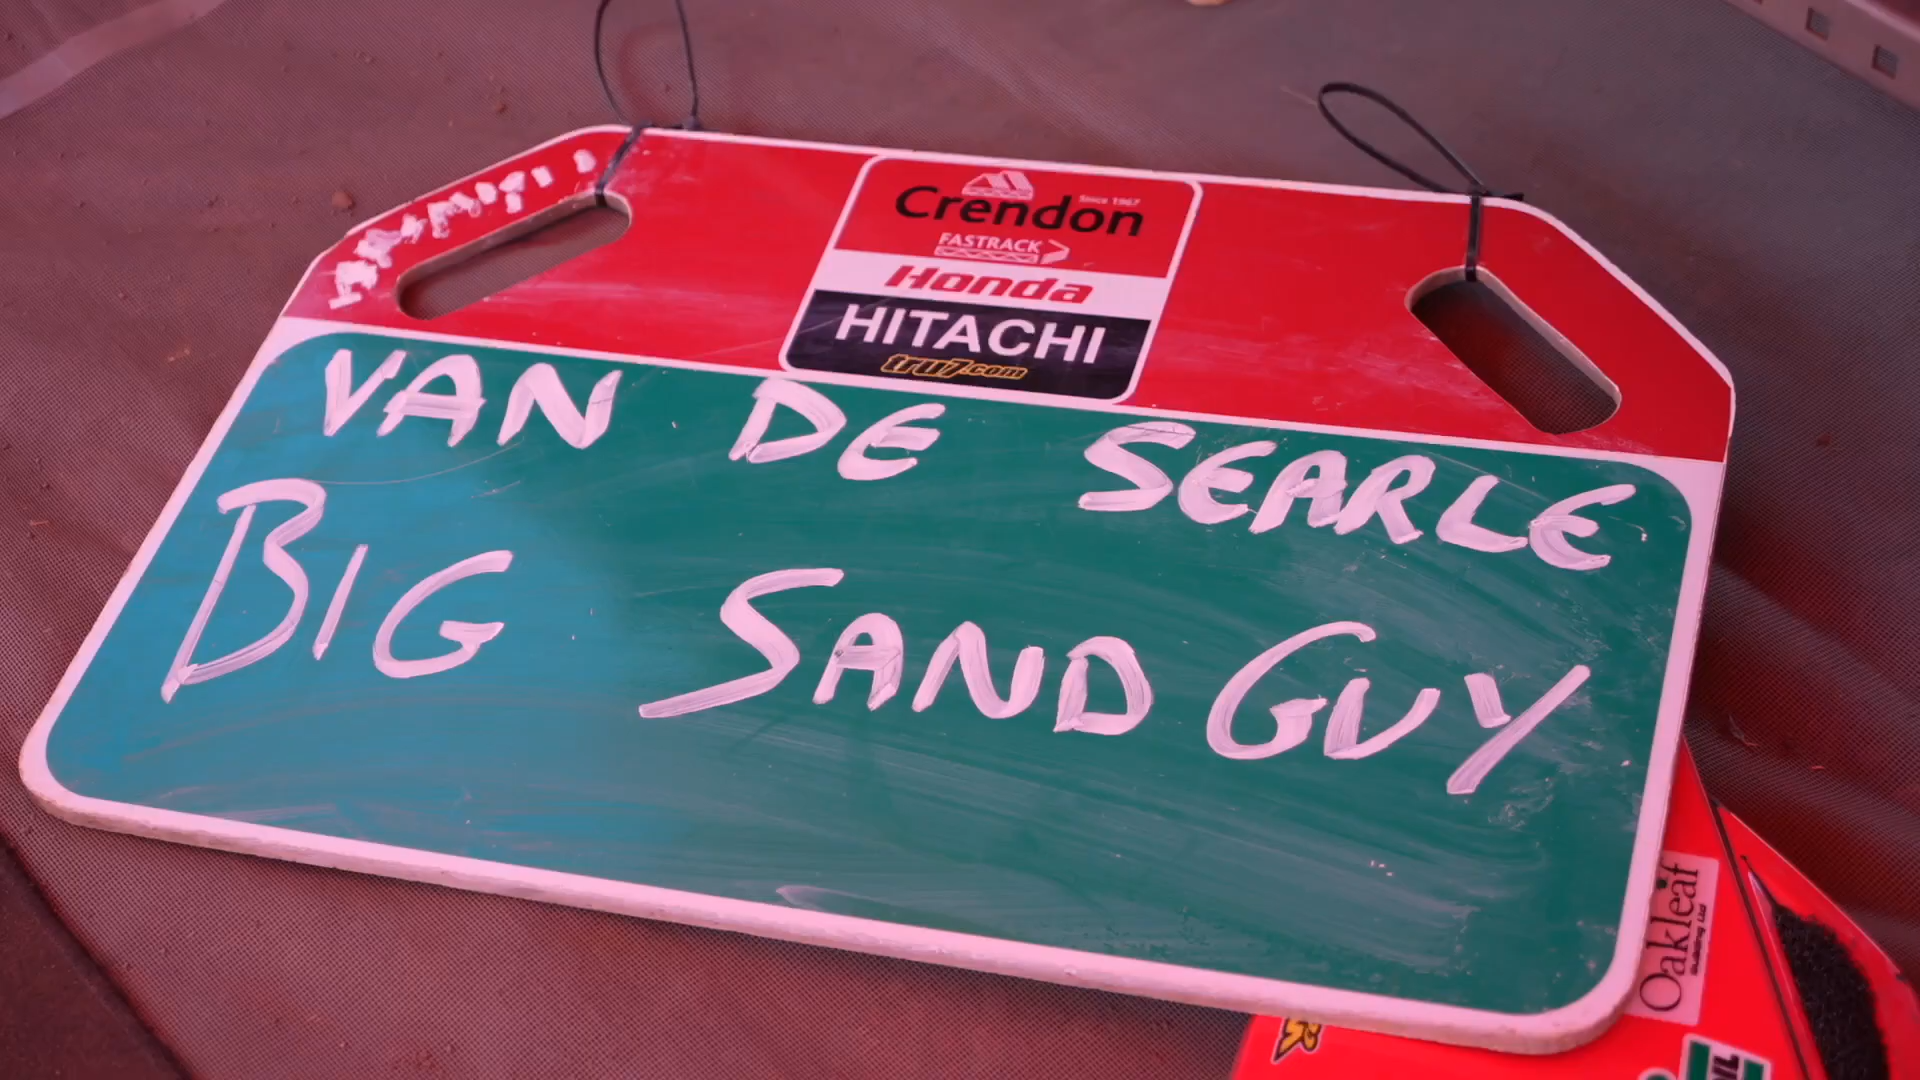 Crendon
Since 1967
FASTRACK
Honda
HITACHI
tru7.com
VAN DE SEARLE
BIG SAND GUY
Oakleaf